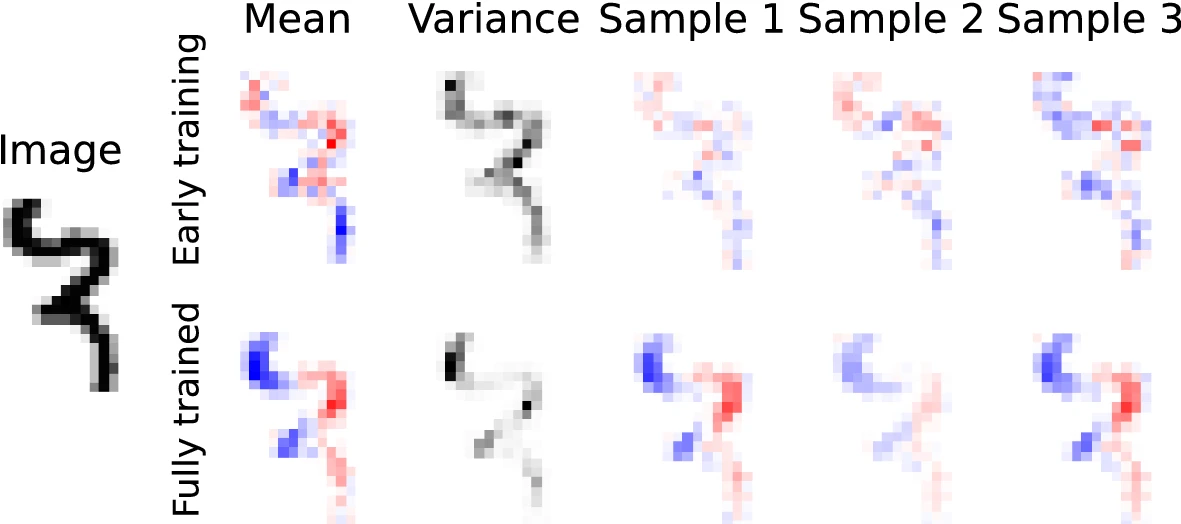 Mean Variance Sample 1 Sample 2 Sample 3
Image
Early training
Fully trained